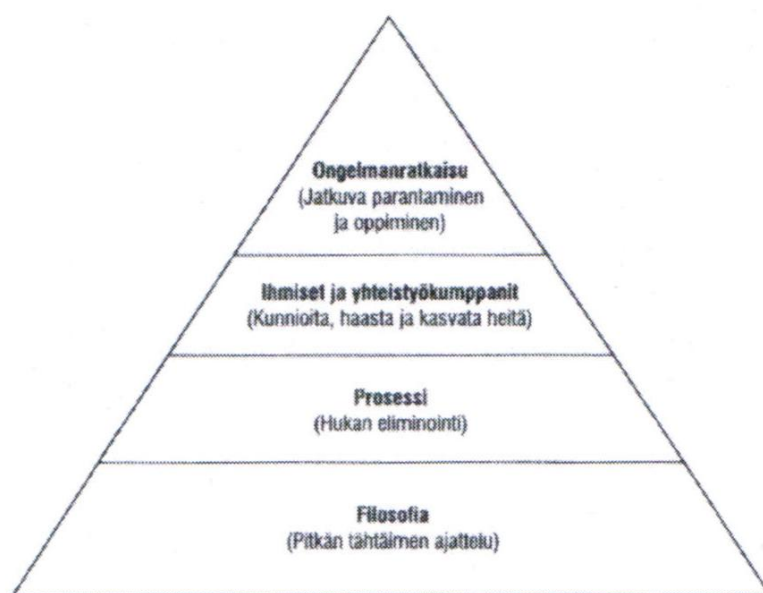 Ongelmanratkaisu
(Jatkuva parantaminen
ja oppiminen)
Ihmiset ja yhteistyökumppanit
(Kunnioita, haasta ja kasvata heitä)
Prosessi
(Hukan eliminointi)
Filosofia
(Pitkän tähtäimen ajattelu)